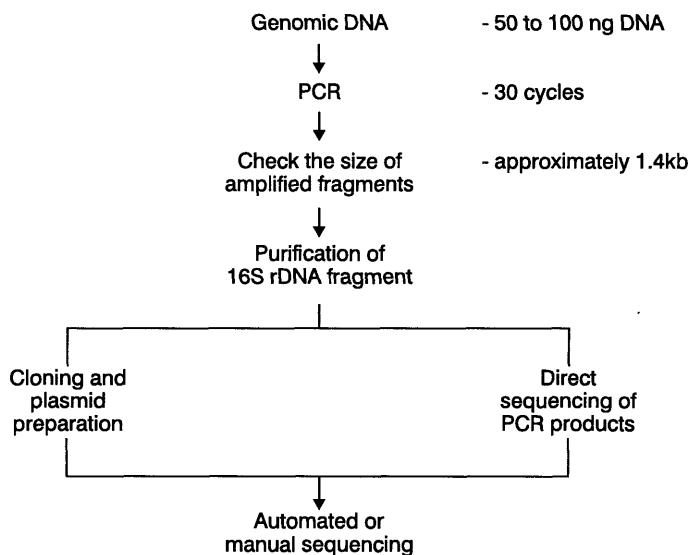 Genomic DNA - 50 to 100 ng DNA
PCR - 30 cycles
Check the size of - approximately 1.4kb
amplified fragments
Purification of
16S rDNA fragment
Cloning and
plasmid
preparation
Direct
sequencing of
PCR products
Automated or
manual sequencing